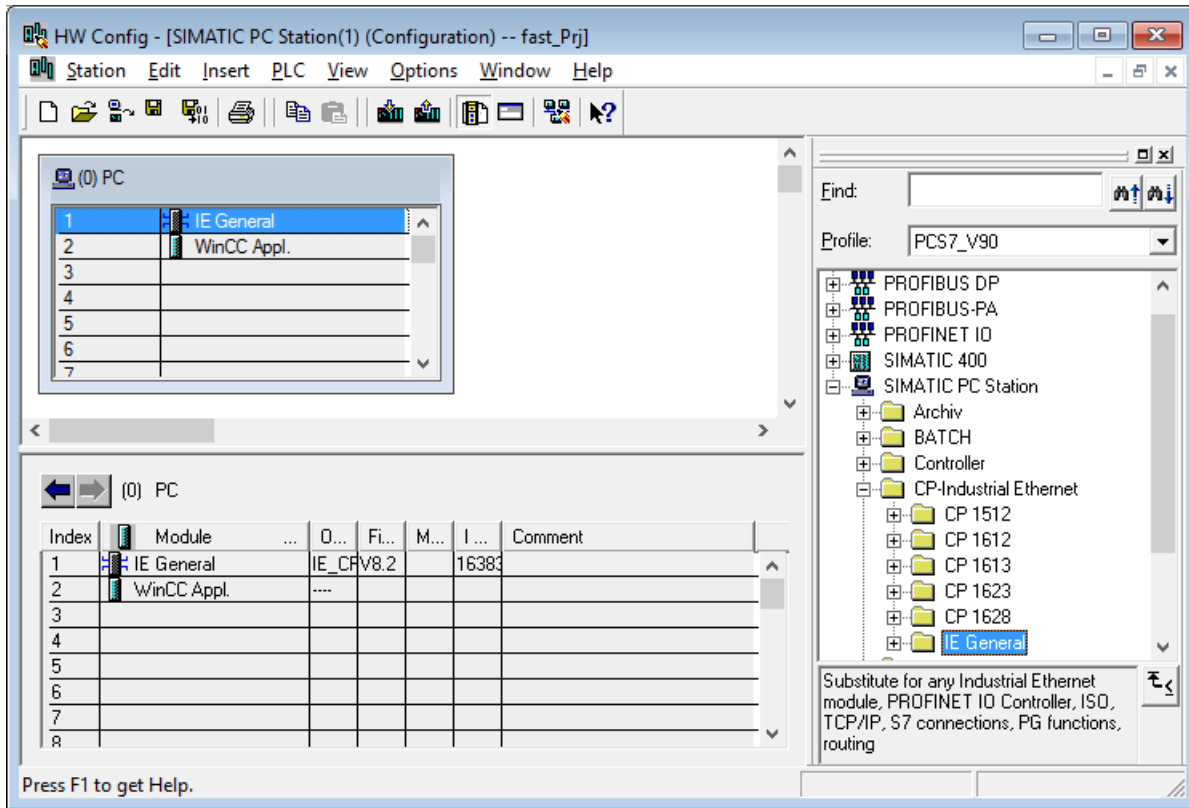 HW Config - [SIMATIC PC Station(1) (Configuration) -- fast_Prj]
Station Edit Insert PLC View Options Window Help
(0) PC
1 IE General
2 WinCC Appl.
3
4
5
6
7
(0) PC
Index Module ... O... Fi... M... I ... Comment
1 IE General IE_CP V8.2 16383
2 WinCC Appl. ----
3
4
5
6
7
8
Find:
Profile: PCS7_V90
PROFIBUS DP
PROFIBUS-PA
PROFINET IO
SIMATIC 400
SIMATIC PC Station
Archiv
BATCH
Controller
CP-Industrial Ethernet
CP 1512
CP 1612
CP 1613
CP 1623
CP 1628
IE General
Substitute for any Industrial Ethernet
module, PROFINET IO Controller, ISO,
TCP/IP, S7 connections, PG functions,
routing
Press F1 to get Help.